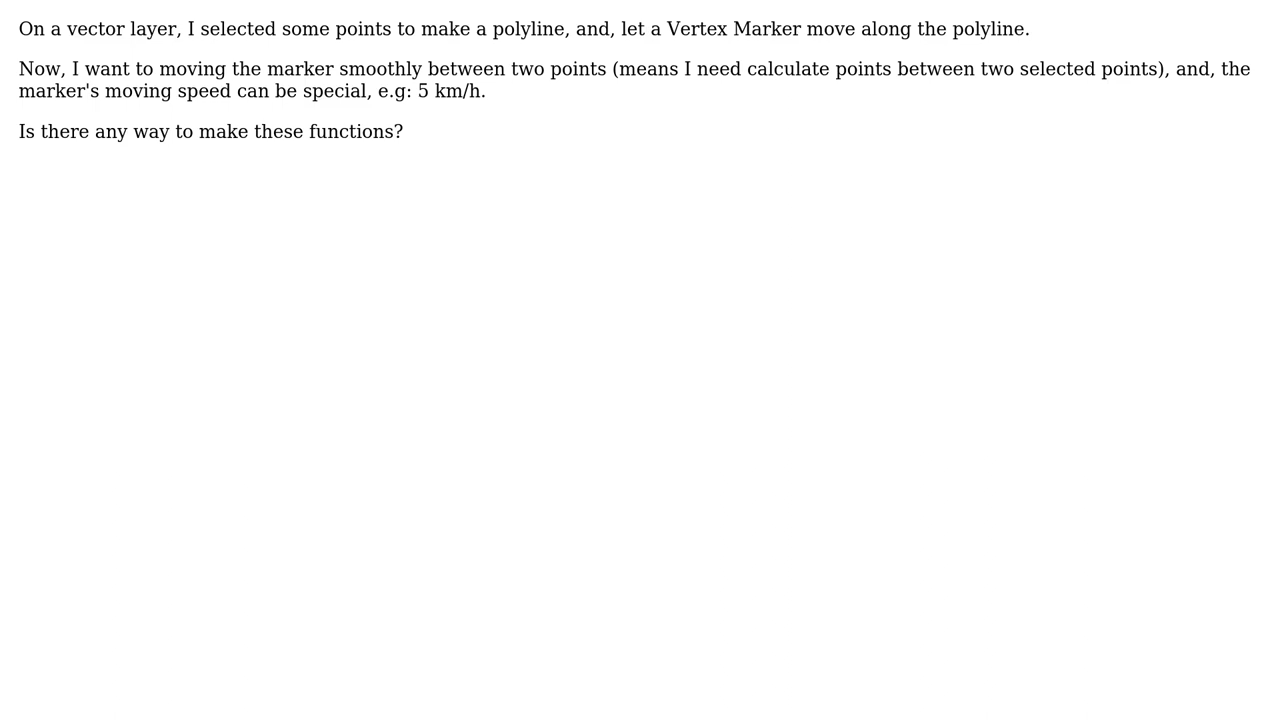 On a vector layer, I selected some points to make a polyline, and, let a Vertex Marker move along the polyline.
Now, I want to moving the marker smoothly between two points (means I need calculate points between two selected points), and, the
marker's moving speed can be special, e.g: 5 km/h.
Is there any way to make these functions?